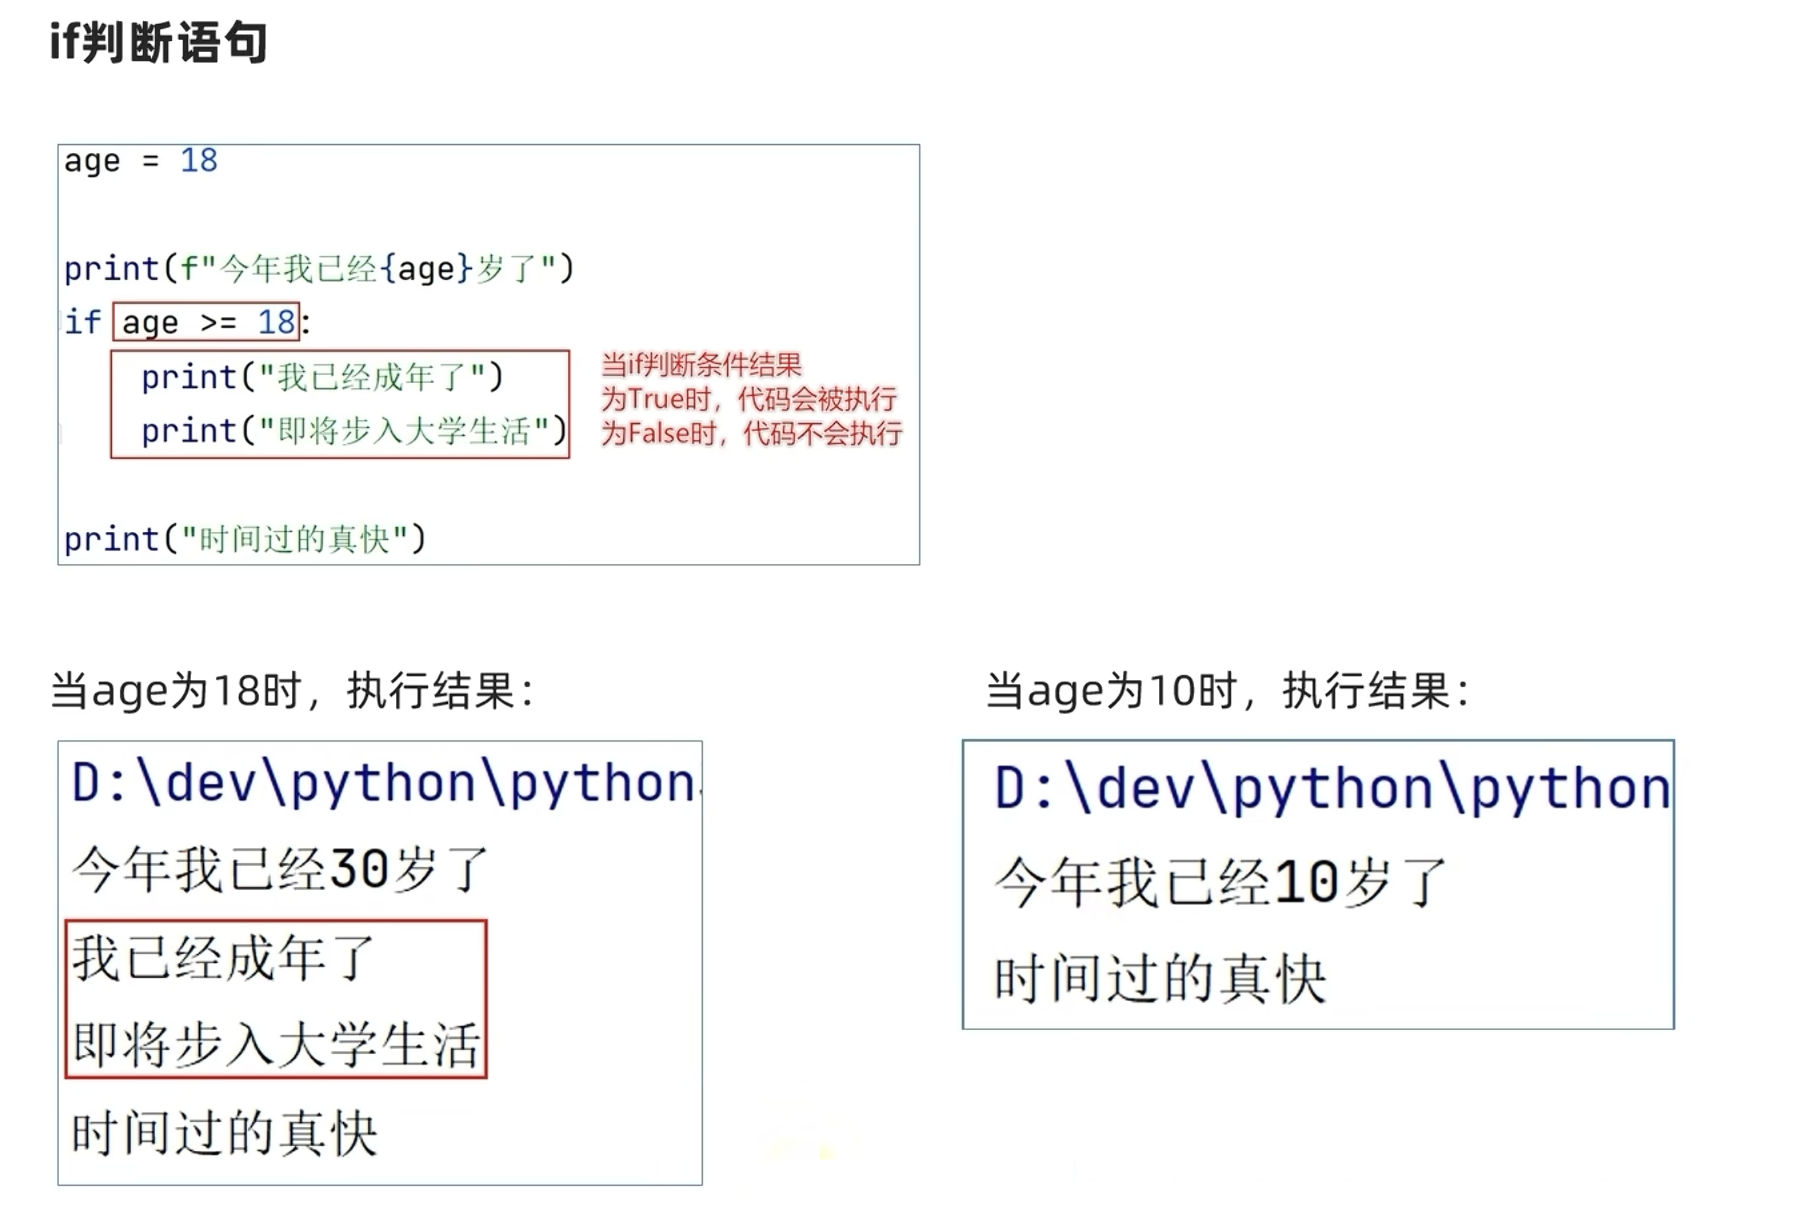 if判断语句
age = 18
print(f"今年我已经{age}岁了")
if age >= 18:
print("我已经成年了")
print("即将步入大学生活")
当if判断条件结果
为True时，代码会被执行
为False时，代码不会执行
print("时间过的真快")
当age为18时，执行结果：
D:\dev\python\python
今年我已经30岁了
我已经成年了
即将步入大学生活
时间过的真快
当age为10时，执行结果：
D:\dev\python\python
今年我已经10岁了
时间过的真快